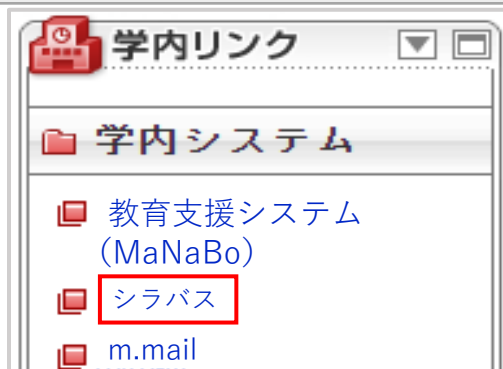 学内リンク
学内システム
教育支援システム
(MaNaBo)
シラバス
m.mail